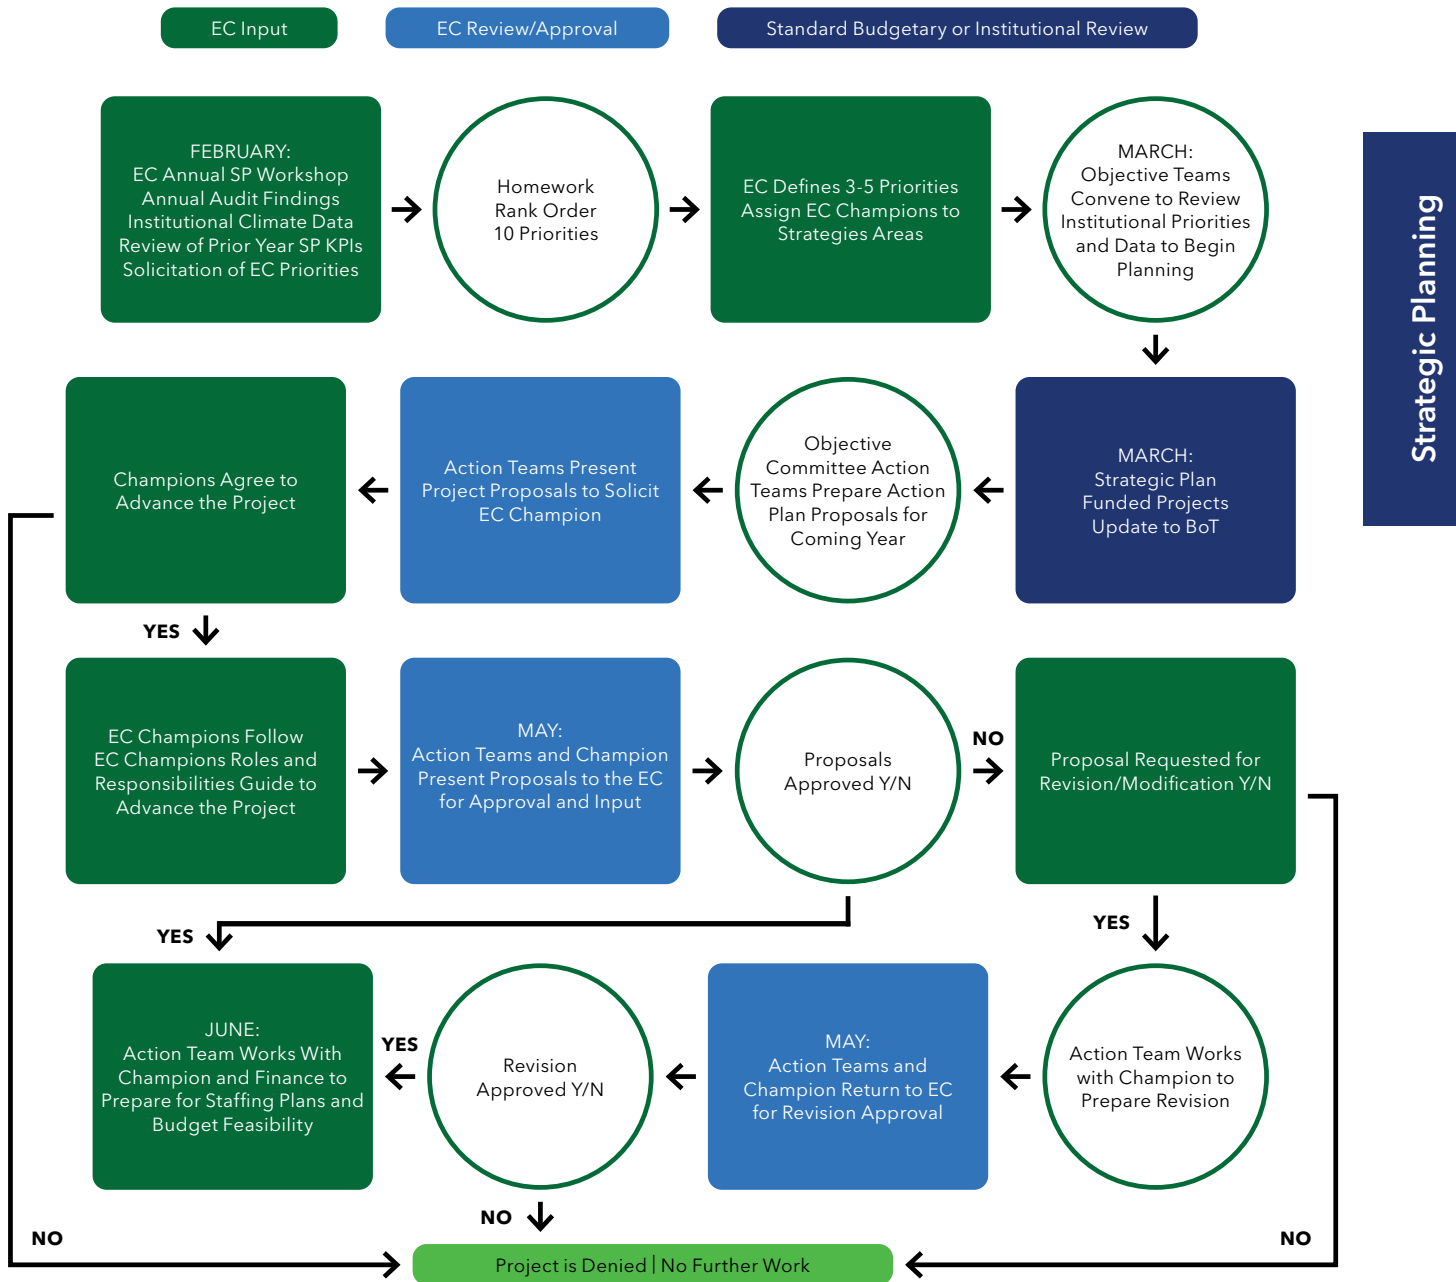 EC Input
EC Review/Approval
Standard Budgetary or Institutional Review
FEBRUARY:
EC Annual SP Workshop
Annual Audit Findings
Institutional Climate Data
Review of Prior Year SP KPIs
Solicitation of EC Priorities
Homework
Rank Order
10 Priorities
EC Defines 3-5 Priorities
Assign EC Champions to
Strategies Areas
MARCH:
Objective Teams
Convene to Review
Institutional Priorities
and Data to Begin
Planning
Strategic Planning
Champions Agree to
Advance the Project
Action Teams Present
Project Proposals to Solicit
EC Champion
Objective
Committee Action
Teams Prepare Action
Plan Proposals for
Coming Year
MARCH:
Strategic Plan
Funded Projects
Update to BoT
YES
EC Champions Follow
EC Champions Roles and
Responsibilities Guide to
Advance the Project
MAY:
Action Teams and Champion
Present Proposals to the EC
for Approval and Input
Proposals
Approved Y/N
NO
Proposal Requested for
Revision/Modification Y/N
YES
YES
JUNE:
Action Team Works With
Champion and Finance to
Prepare for Staffing Plans and
Budget Feasibility
YES
Revision
Approved Y/N
MAY:
Action Teams and
Champion Return to EC
for Revision Approval
Action Team Works
with Champion to
Prepare Revision
NO
NO
NO
Project is Denied | No Further Work